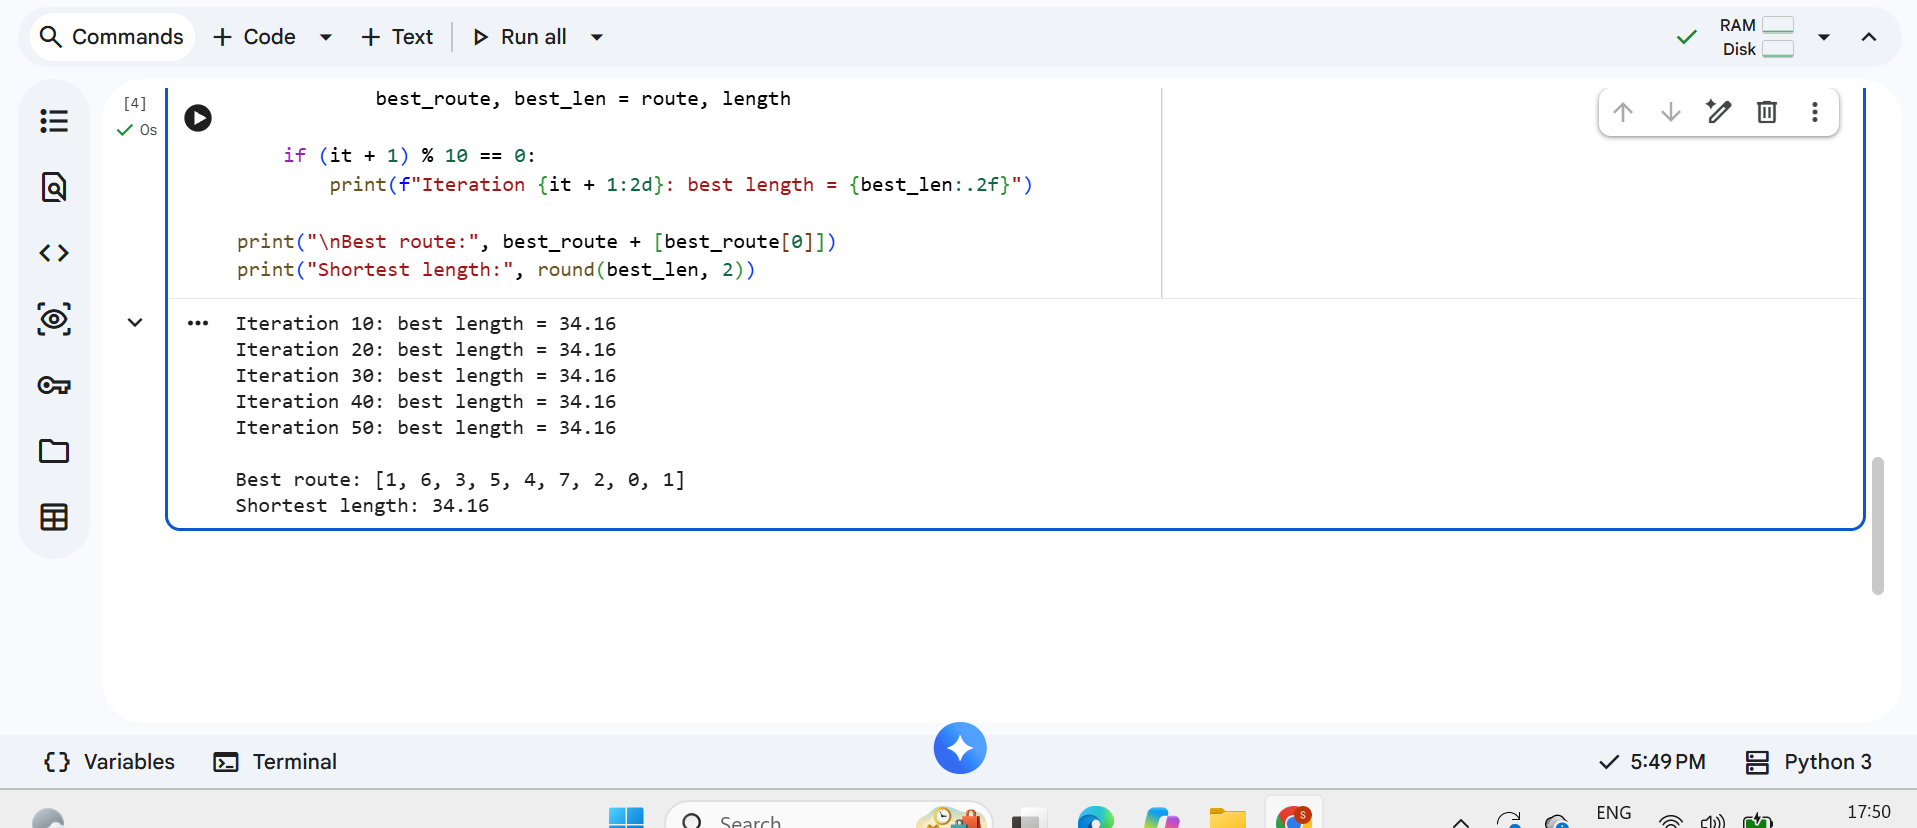 Commands + Code + Text Run all RAM Disk
[4] best_route, best_len = route, length
0s
if (it + 1) % 10 == 0:
print(f"Iteration {it + 1:2d}: best length = {best_len:.2f}")
print("\nBest route:", best_route + [best_route[0]])
print("Shortest length:", round(best_len, 2))
Iteration 10: best length = 34.16
Iteration 20: best length = 34.16
Iteration 30: best length = 34.16
Iteration 40: best length = 34.16
Iteration 50: best length = 34.16
Best route: [1, 6, 3, 5, 4, 7, 2, 0, 1]
Shortest length: 34.16
{} Variables Terminal 5:49 PM Python 3
Search ENG 17:50